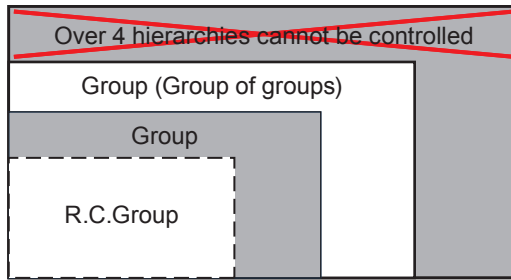 Over 4 hierarchies cannot be controlled
Group (Group of groups)
Group
R.C.Group